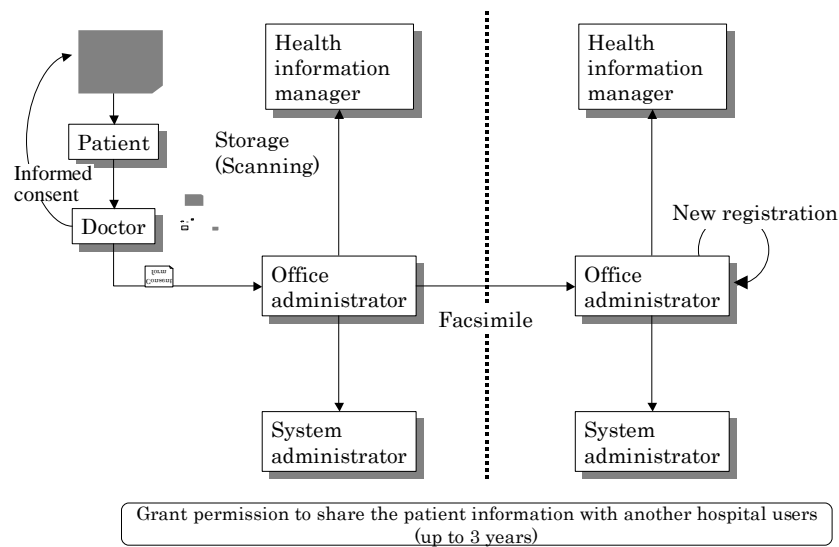 Health
information
manager
Health
information
manager
Patient
Storage
(Scanning)
Informed
consent
Doctor
New registration
Consent
form
Office
administrator
Office
administrator
Facsimile
System
administrator
System
administrator
Grant permission to share the patient information with another hospital users
(up to 3 years)